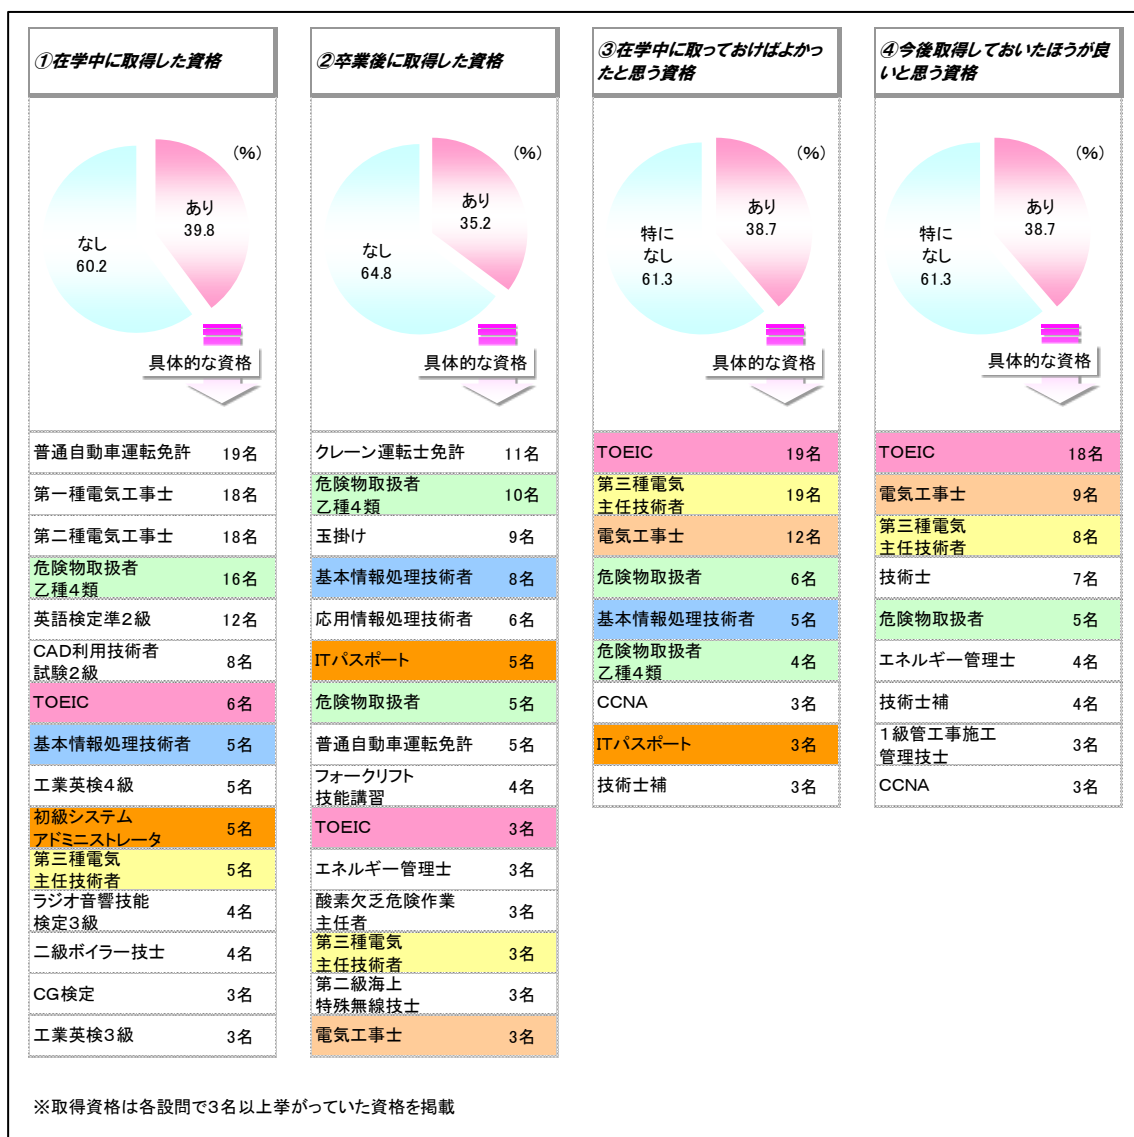 ①在学中に取得した資格
(%)
あり
39.8
なし
60.2
具体的な資格
普通自動車運転免許 19名
第一種電気工事士 18名
第二種電気工事士 18名
危険物取扱者
乙種4類 16名
英語検定準2級 12名
CAD利用技術者
試験2級 8名
TOEIC 6名
基本情報処理技術者 5名
工業英検4級 5名
初級システム
アドミニストレータ 5名
第三種電気
主任技術者 5名
ラジオ音響技能
検定3級 4名
二級ボイラー技士 4名
CG検定 3名
工業英検3級 3名
②卒業後に取得した資格
(%)
あり
35.2
なし
64.8
具体的な資格
クレーン運転士免許 11名
危険物取扱者
乙種4類 10名
玉掛け 9名
基本情報処理技術者 8名
応用情報処理技術者 6名
ITパスポート 5名
危険物取扱者 5名
普通自動車運転免許 5名
フォークリフト
技能講習 4名
TOEIC 3名
エネルギー管理士 3名
酸素欠乏危険作業
主任者 3名
第三種電気
主任技術者 3名
第二級海上
特殊無線技士 3名
電気工事士 3名
③在学中に取っておけばよかっ
たと思う資格
(%)
あり
38.7
特に
なし
61.3
具体的な資格
TOEIC 19名
第三種電気
主任技術者 19名
電気工事士 12名
危険物取扱者 6名
基本情報処理技術者 5名
危険物取扱者
乙種4類 4名
CCNA 3名
ITパスポート 3名
技術士補 3名
④今後取得しておいたほうが良
いと思う資格
(%)
あり
38.7
特に
なし
61.3
具体的な資格
TOEIC 18名
電気工事士 9名
第三種電気
主任技術者 8名
技術士 7名
危険物取扱者 5名
エネルギー管理士 4名
技術士補 4名
1級管工事施工
管理技士 3名
CCNA 3名
※取得資格は各設問で3名以上挙がっていた資格を掲載